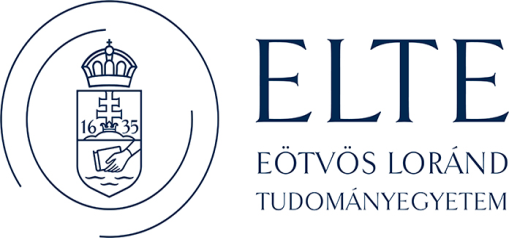 16 35
ELTE
EÖTVÖS LORÁND
TUDOMÁNYEGYETEM